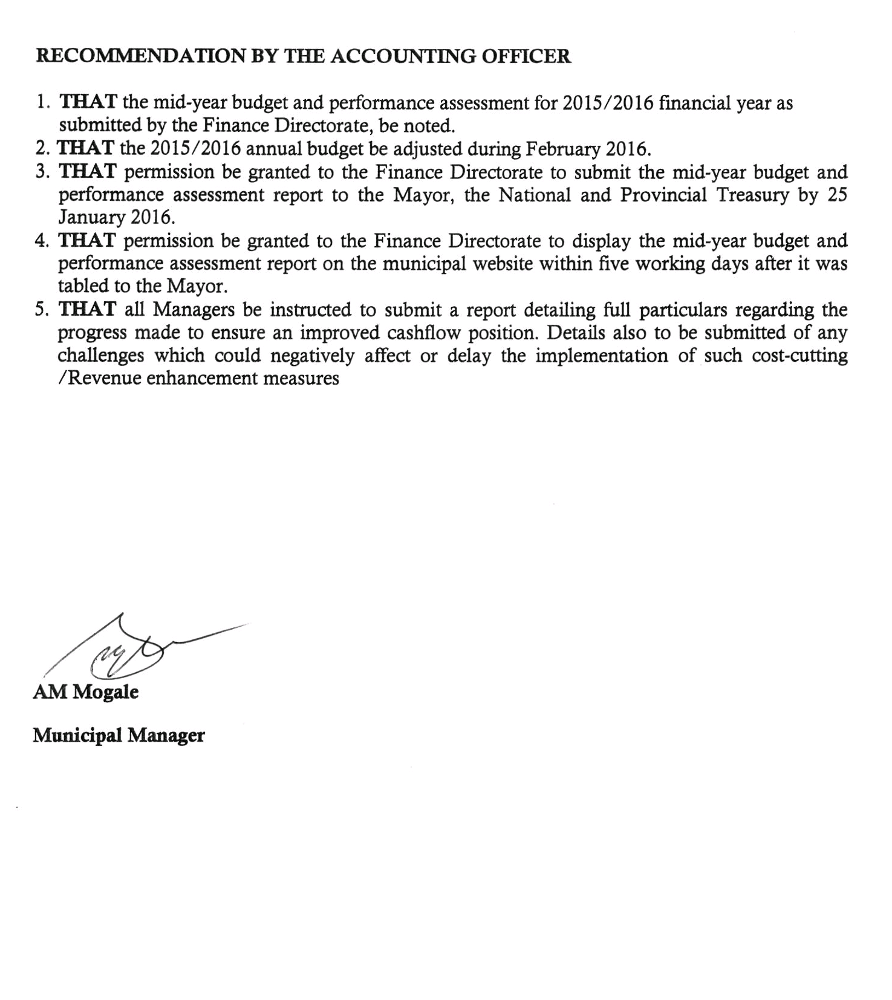 RECOMMENDATION BY THE ACCOUNTING OFFICER
1. THAT the mid-year budget and performance assessment for 2015/2016 financial year as
submitted by the Finance Directorate, be noted.
2. THAT the 2015/2016 annual budget be adjusted during February 2016.
3. THAT permission be granted to the Finance Directorate to submit the mid-year budget and
performance assessment report to the Mayor, the National and Provincial Treasury by 25
January 2016.
4. THAT permission be granted to the Finance Directorate to display the mid-year budget and
performance assessment report on the municipal website within five working days after it was
tabled to the Mayor.
5. THAT all Managers be instructed to submit a report detailing full particulars regarding the
progress made to ensure an improved cashflow position. Details also to be submitted of any
challenges which could negatively affect or delay the implementation of such cost-cutting
/Revenue enhancement measures
AM Mogale
Municipal Manager